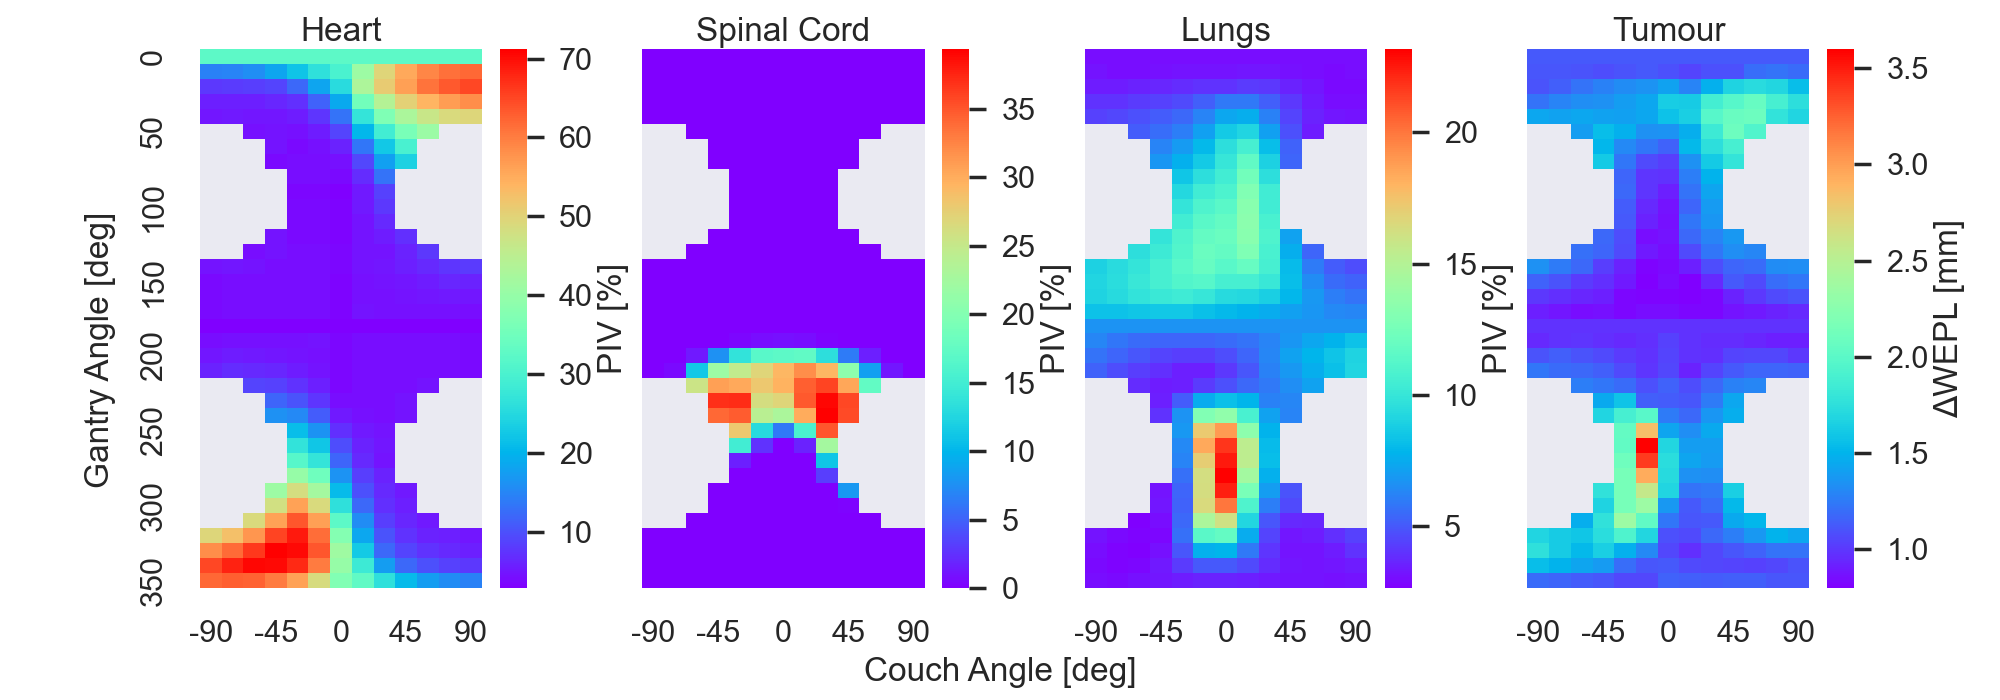 Heart
Spinal Cord
Lungs
Tumour
Gantry Angle [deg]
0
50
100
150
200
250
300
350
-90 -45 0 45 90
70
60
50
40
30
20
10
PIV [%]
-90 -45 0 45 90
35
30
25
20
15
10
5
0
PIV [%]
-90 -45 0 45 90
20
15
10
5
PIV [%]
-90 -45 0 45 90
3.5
3.0
2.5
2.0
1.5
1.0
ΔWEPL [mm]
Couch Angle [deg]